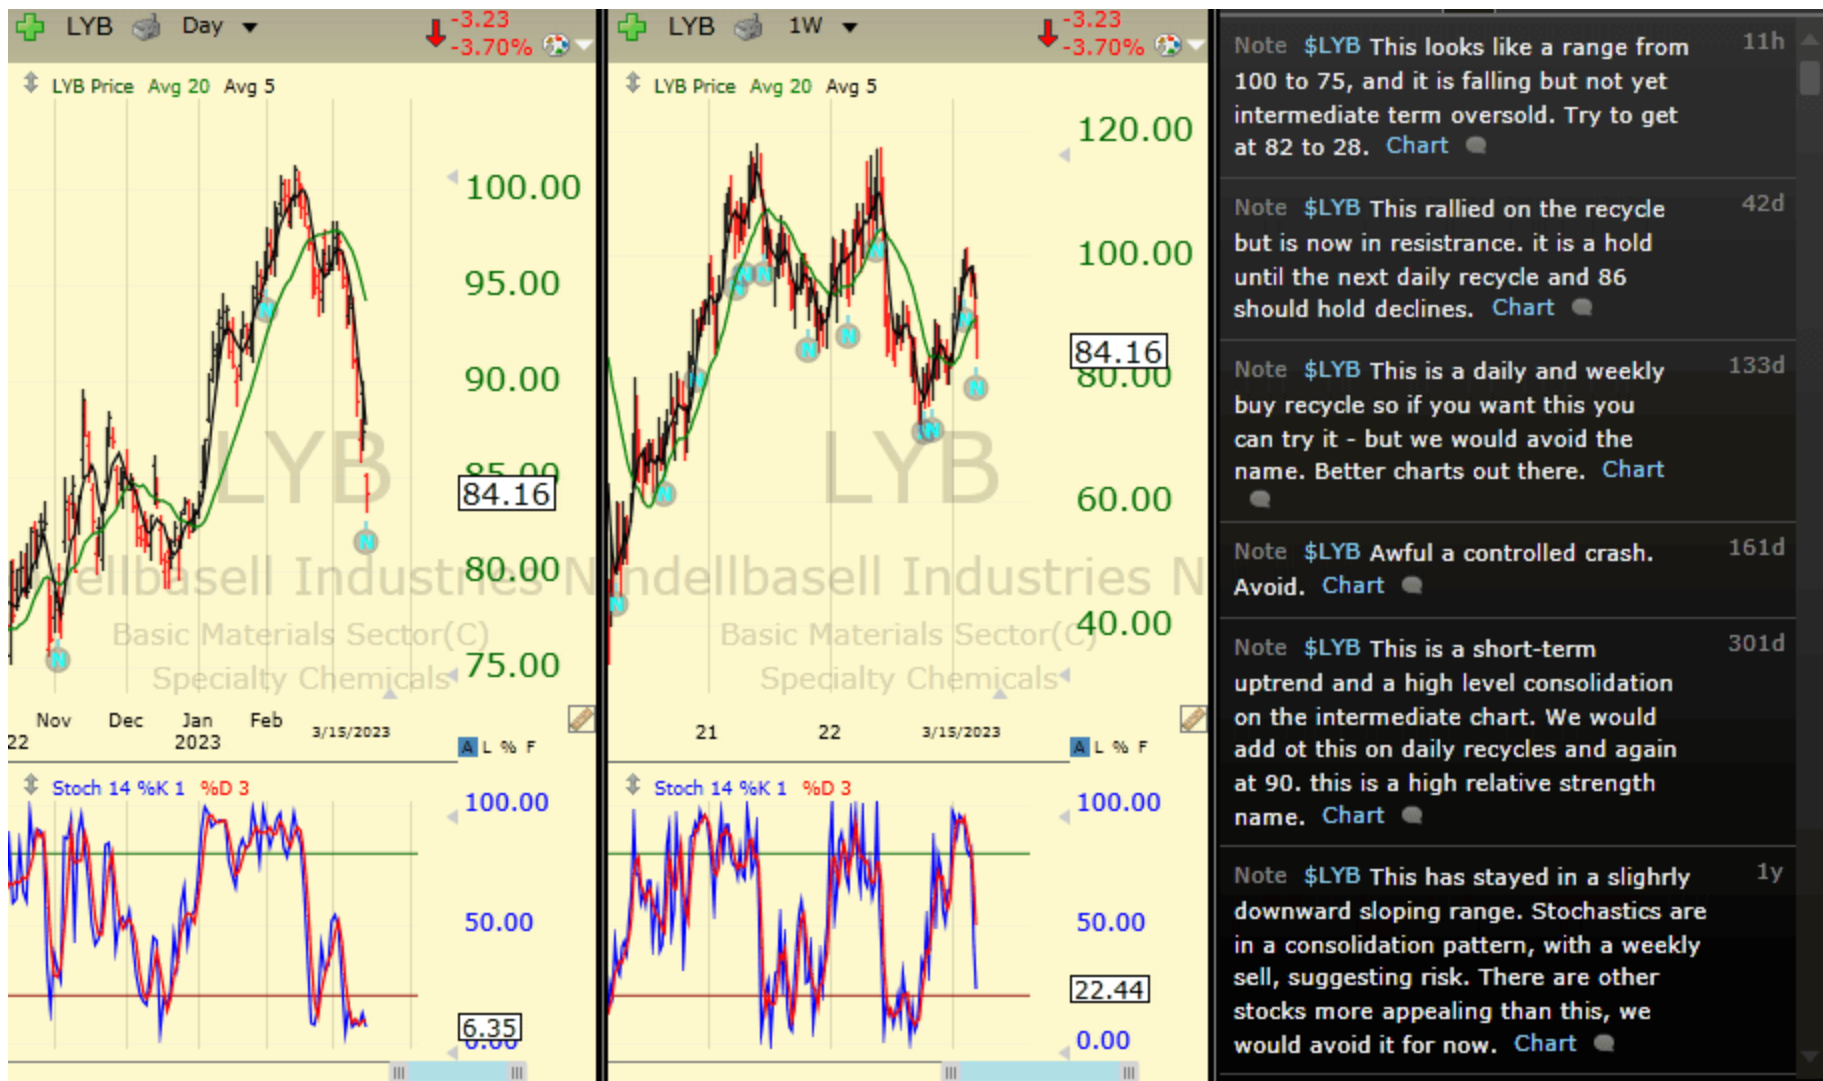 LYB Day
-3.23
-3.70%
LYB Price Avg 20 Avg 5
100.00
95.00
90.00
85.00
84.16
80.00
75.00
LYB
ndellbasell Industries N
Basic Materials Sector(C)
Specialty Chemicals
Nov Dec Jan Feb 3/15/2023
22 2023
A L % F
Stoch 14 %K 1 %D 3
100.00
50.00
6.35
0.00
LYB 1W
-3.23
-3.70%
LYB Price Avg 20 Avg 5
120.00
100.00
84.16
80.00
60.00
40.00
LYB
ndellbasell Industries N
Basic Materials Sector(C)
Specialty Chemicals
21 22 3/15/2023
A L % F
Stoch 14 %K 1 %D 3
100.00
50.00
22.44
0.00
Note $LYB This looks like a range from 11h
100 to 75, and it is falling but not yet
intermediate term oversold. Try to get
at 82 to 28. Chart
Note $LYB This rallied on the recycle 42d
but is now in resistrance. it is a hold
until the next daily recycle and 86
should hold declines. Chart
Note $LYB This is a daily and weekly 133d
buy recycle so if you want this you
can try it - but we would avoid the
name. Better charts out there. Chart
Note $LYB Awful a controlled crash. 161d
Avoid. Chart
Note $LYB This is a short-term 301d
uptrend and a high level consolidation
on the intermediate chart. We would
add ot this on daily recycles and again
at 90. this is a high relative strength
name. Chart
Note $LYB This has stayed in a slighrly 1y
downward sloping range. Stochastics are
in a consolidation pattern, with a weekly
sell, suggesting risk. There are other
stocks more appealing than this, we
would avoid it for now. Chart